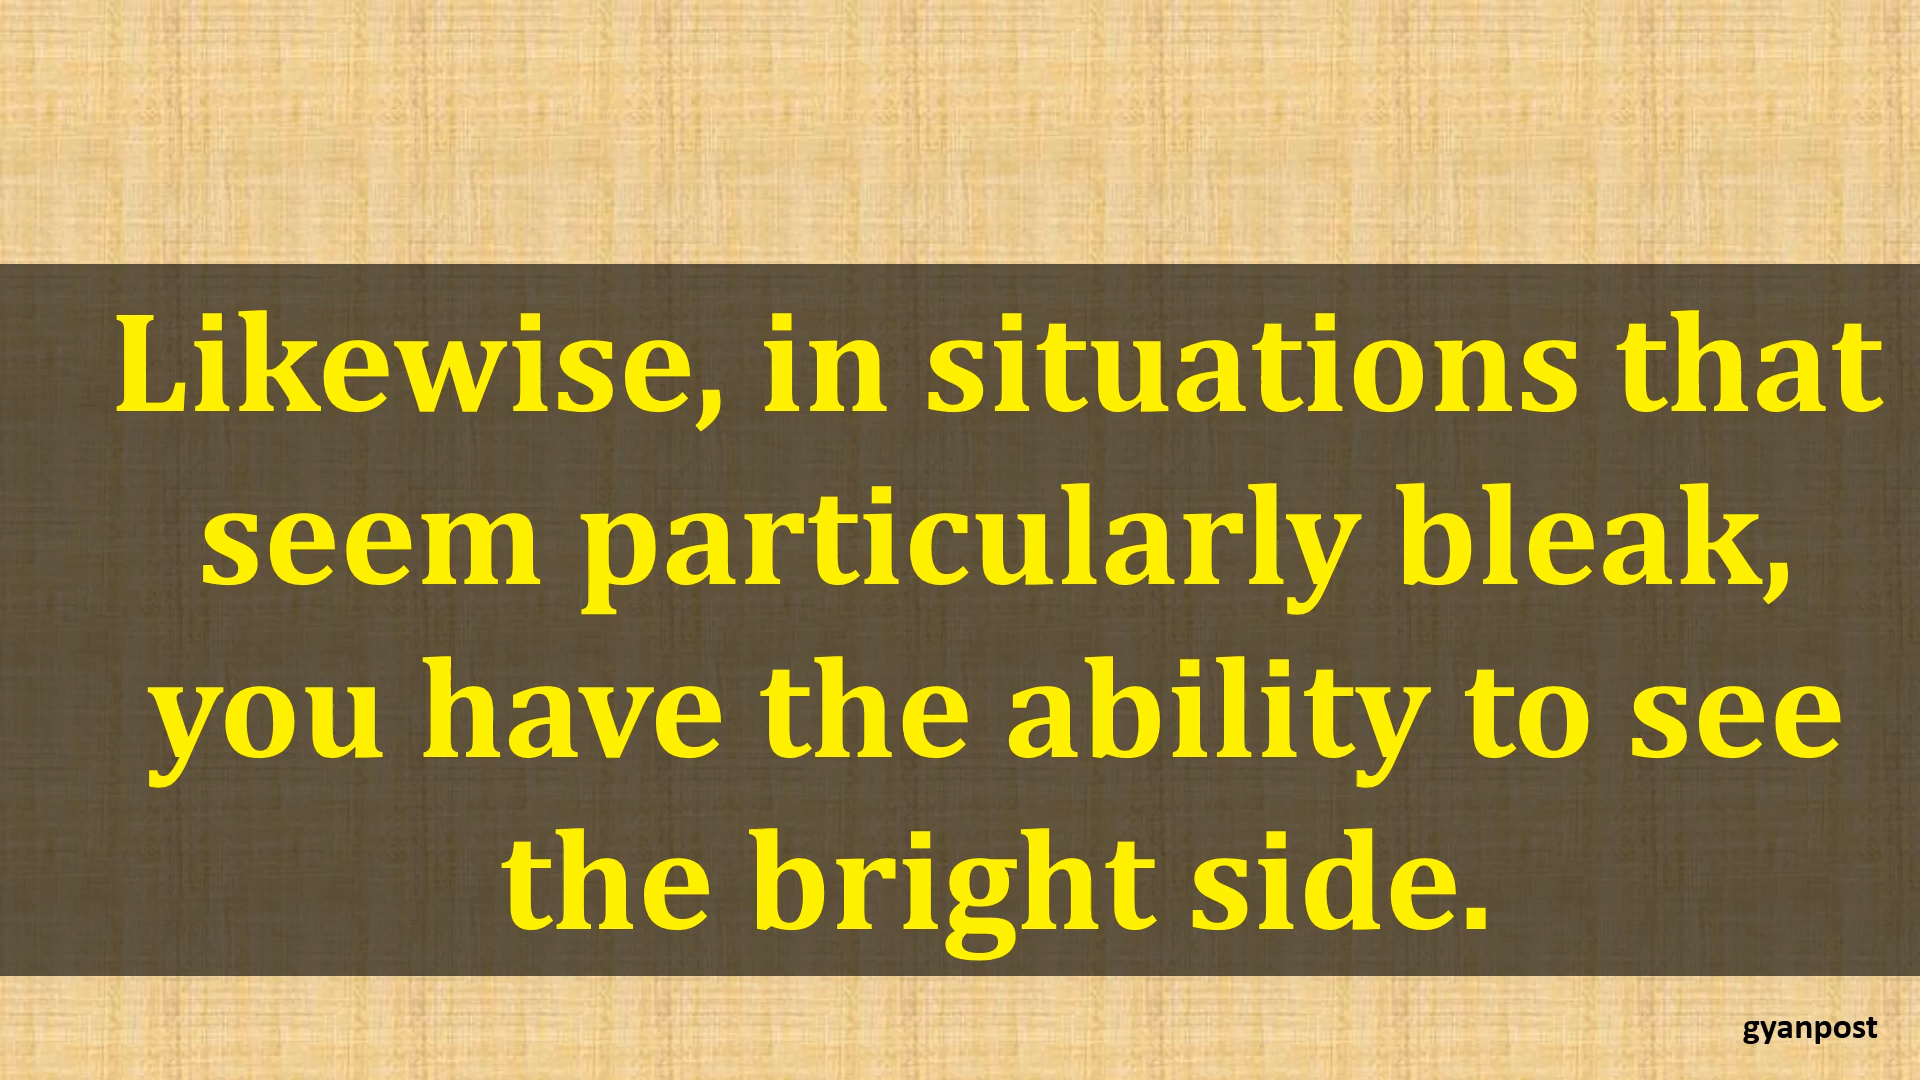 Likewise, in situations that
seem particularly bleak,
you have the ability to see
the bright side.
gyanpost